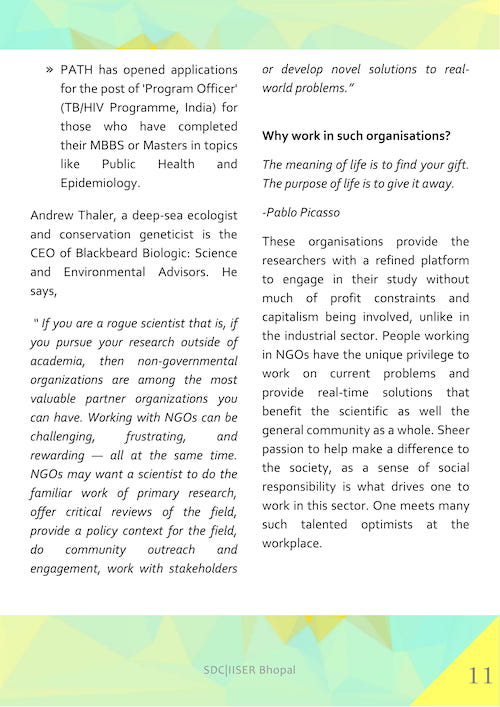 » PATH has opened applications
for the post of 'Program Officer'
(TB/HIV Programme, India) for
those who have completed
their MBBS or Masters in topics
like Public Health and
Epidemiology.
Andrew Thaler, a deep-sea ecologist
and conservation geneticist is the
CEO of Blackbeard Biologic: Science
and Environmental Advisors. He
says,
“ If you are a rogue scientist that is, if
you pursue your research outside of
academia, then non-governmental
organizations are among the most
valuable partner organizations you
can have. Working with NGOs can be
challenging, frustrating, and
rewarding — all at the same time.
NGOs may want a scientist to do the
familiar work of primary research,
offer critical reviews of the field,
provide a policy context for the field,
do community outreach and
engagement, work with stakeholders
or develop novel solutions to real-
world problems.”
Why work in such organisations?
The meaning of life is to find your gift.
The purpose of life is to give it away.
-Pablo Picasso
These organisations provide the
researchers with a refined platform
to engage in their study without
much of profit constraints and
capitalism being involved, unlike in
the industrial sector. People working
in NGOs have the unique privilege to
work on current problems and
provide real-time solutions that
benefit the scientific as well the
general community as a whole. Sheer
passion to help make a difference to
the society, as a sense of social
responsibility is what drives one to
work in this sector. One meets many
such talented optimists at the
workplace.
SDC|IISER Bhopal
11